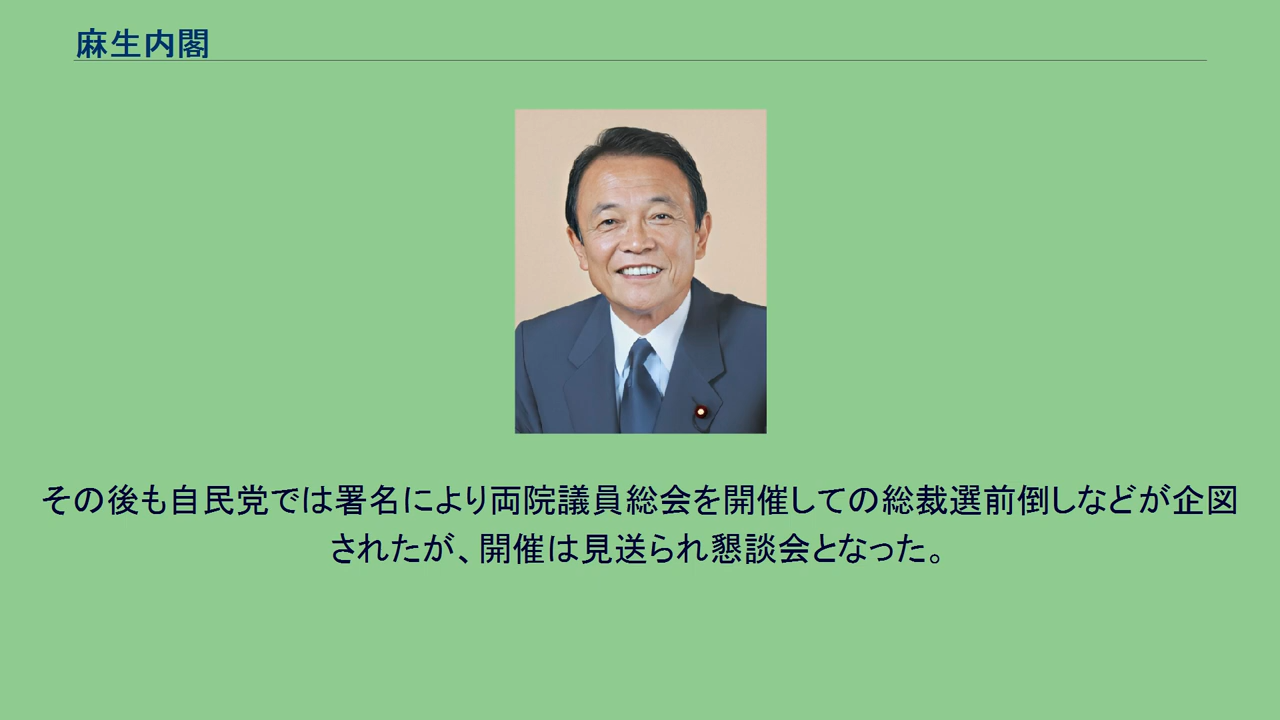 麻生内閣
その後も自民党では署名により両院議員総会を開催しての総裁選前倒しなどが企図
されたが、開催は見送られ懇談会となった。